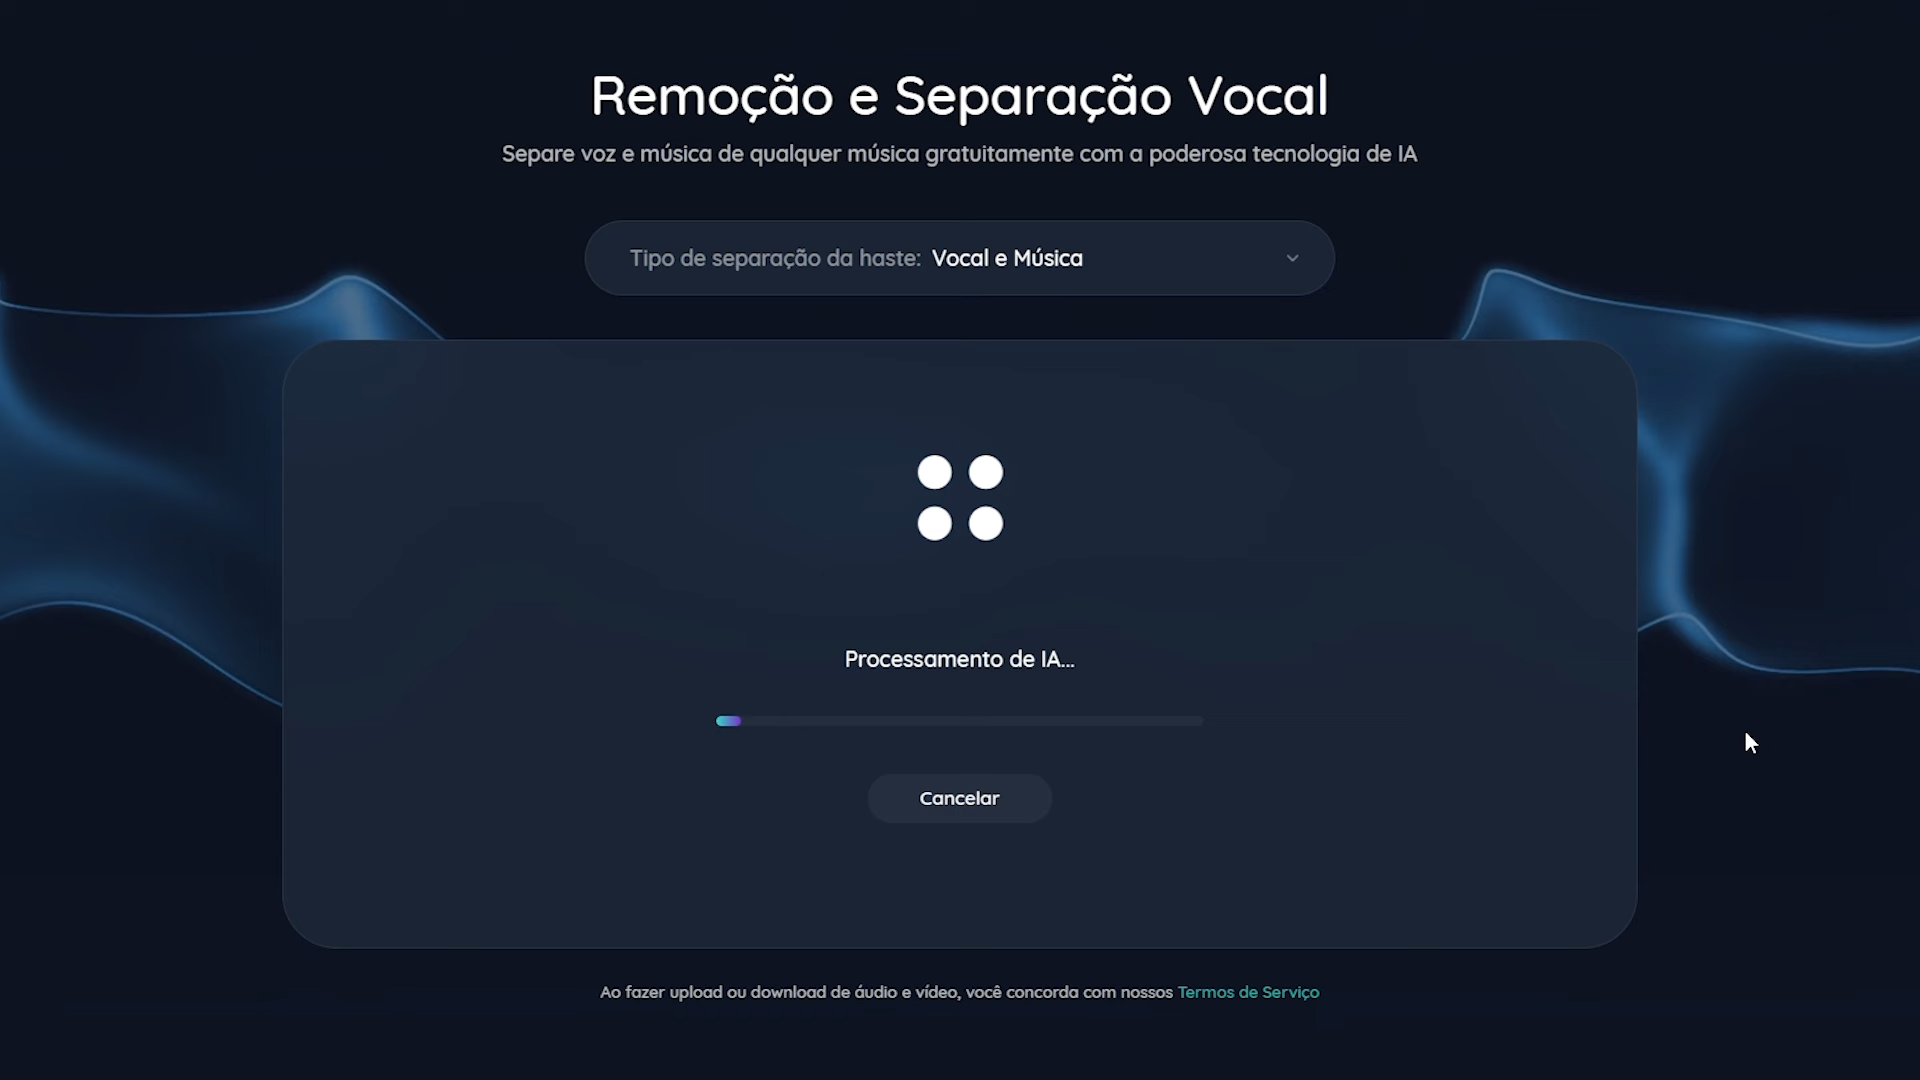 Remoção e Separação Vocal
Separe voz e música de qualquer música gratuitamente com a poderosa tecnologia de IA
Tipo de separação da haste: Vocal e Música
Processamento de IA...
Cancelar
Ao fazer upload ou download de áudio e vídeo, você concorda com nossos Termos de Serviço